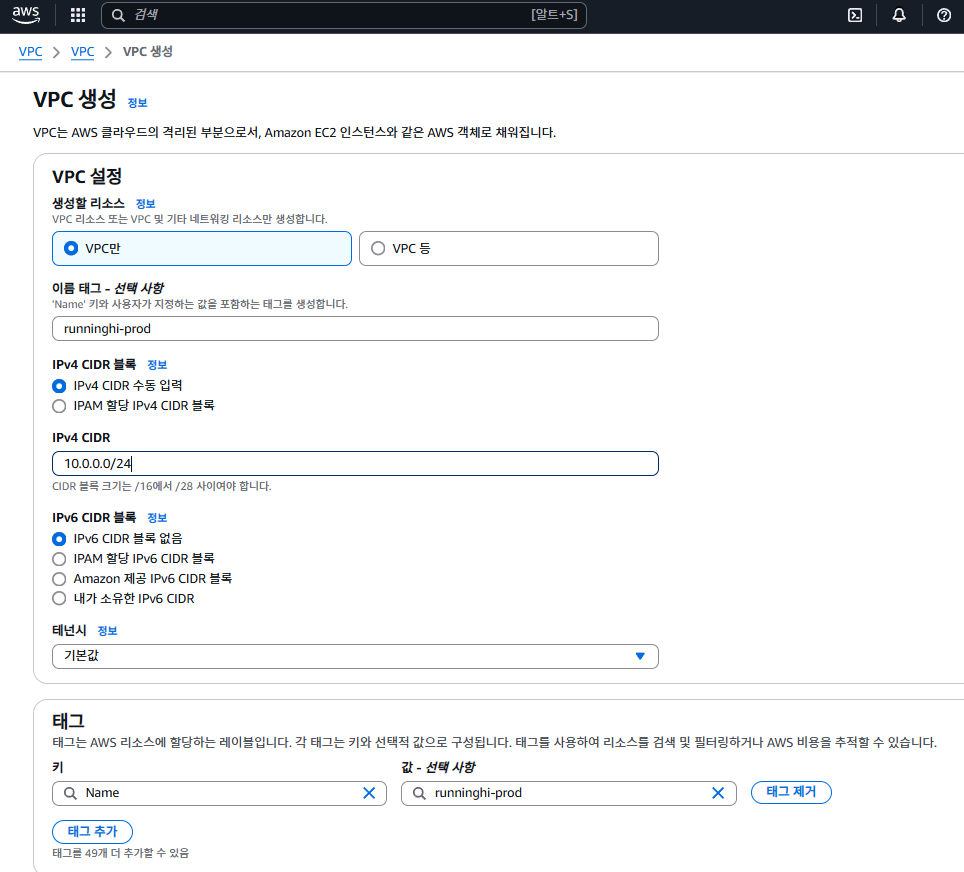 aws
검색 [알트+S]
VPC > VPC > VPC 생성
VPC 생성 정보
VPC는 AWS 클라우드의 격리된 부분으로서, Amazon EC2 인스턴스와 같은 AWS 객체로 채워집니다.
VPC 설정
생성할 리소스 정보
VPC 리소스 또는 VPC 및 기타 네트워킹 리소스만 생성합니다.
VPC만 VPC 등
이름 태그 - 선택 사항
'Name' 키와 사용자가 지정하는 값을 포함하는 태그를 생성합니다.
runninghi-prod
IPv4 CIDR 블록 정보
IPv4 CIDR 수동 입력
IPAM 할당 IPv4 CIDR 블록
IPv4 CIDR
10.0.0.0/24
CIDR 블록 크기는 /16에서 /28 사이여야 합니다.
IPv6 CIDR 블록 정보
IPv6 CIDR 블록 없음
IPAM 할당 IPv6 CIDR 블록
Amazon 제공 IPv6 CIDR 블록
내가 소유한 IPv6 CIDR
테넌시 정보
기본값
태그
태그는 AWS 리소스에 할당하는 레이블입니다. 각 태그는 키와 선택적 값으로 구성됩니다. 태그를 사용하여 리소스를 검색 및 필터링하거나 AWS 비용을 추적할 수 있습니다.
키 값 - 선택 사항
Name runninghi-prod 태그 제거
태그 추가
태그를 49개 더 추가할 수 있음